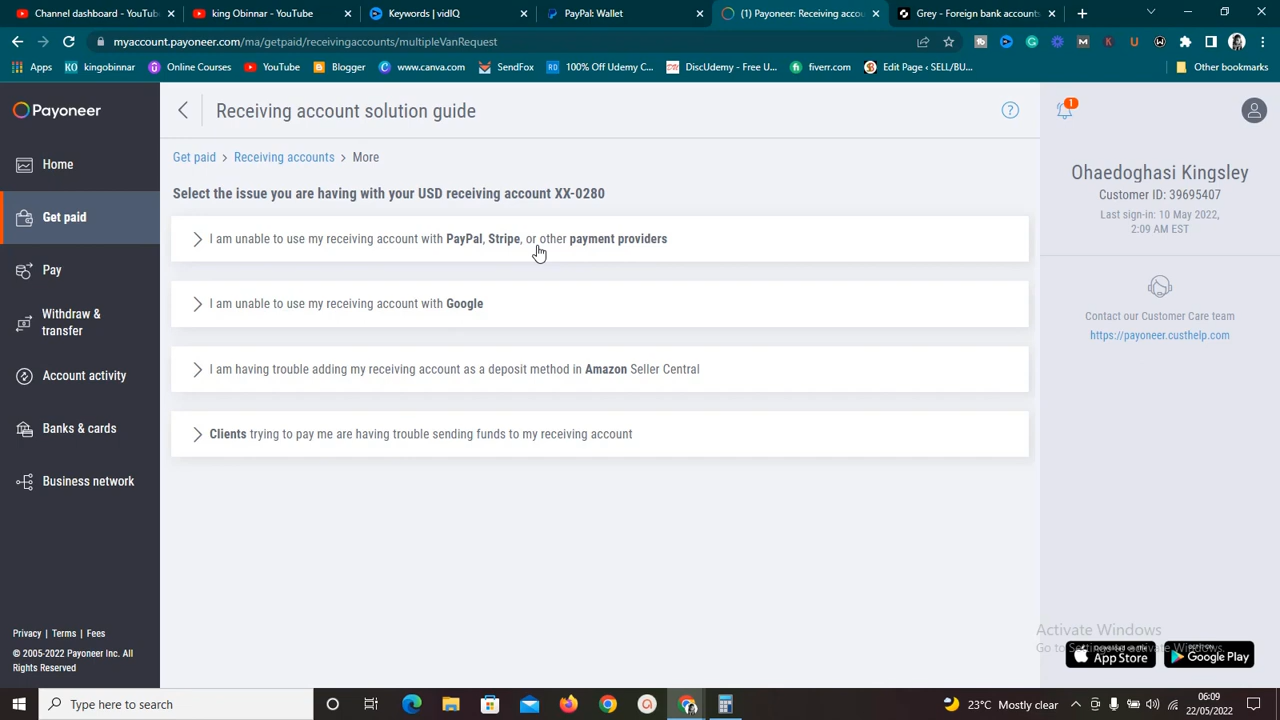 Channel dashboard - YouTu
king Obinnar - YouTube
Keywords | vidIQ
PayPal: Wallet
(1) Payoneer: Receiving acco
Grey - Foreign bank accounts
myaccount.payoneer.com/ma/getpaid/receivingaccounts/multipleVanRequest
Apps
kingobinnar
Online Courses
YouTube
Blogger
www.canva.com
SendFox
100% Off Udemy C...
DiscUdemy - Free U...
fiverr.com
Edit Page ‹ SELL/BU...
Other bookmarks
Payoneer
Receiving account solution guide
1
Home
Get paid > Receiving accounts > More
Ohaedoghasi Kingsley
Customer ID: 39695407
Last sign-in: 10 May 2022,
2:09 AM EST
Select the issue you are having with your USD receiving account XX-0280
Get paid
I am unable to use my receiving account with PayPal, Stripe, or other payment providers
Pay
I am unable to use my receiving account with Google
Withdraw &
transfer
Contact our Customer Care team
https://payoneer.custhelp.com
Account activity
I am having trouble adding my receiving account as a deposit method in Amazon Seller Central
Banks & cards
Clients trying to pay me are having trouble sending funds to my receiving account
Business network
Privacy | Terms | Fees
© 2005-2022 Payoneer Inc. All
Rights Reserved
Activate Windows
Go to Settings to activate Windows.
App Store
Google Play
Type here to search
23°C Mostly clear
06:09
22/05/2022